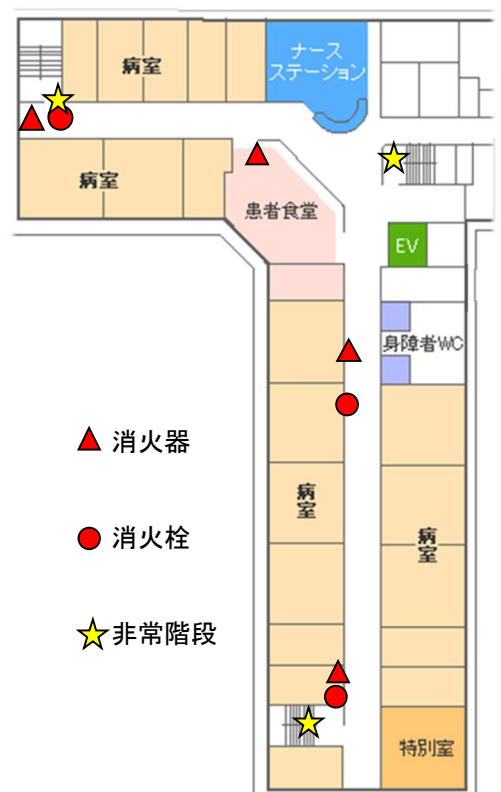 ナース
ステーション
病室
病室
患者食堂
EV
身障者WC
消火器
病室
消火栓
病室
非常階段
特別室